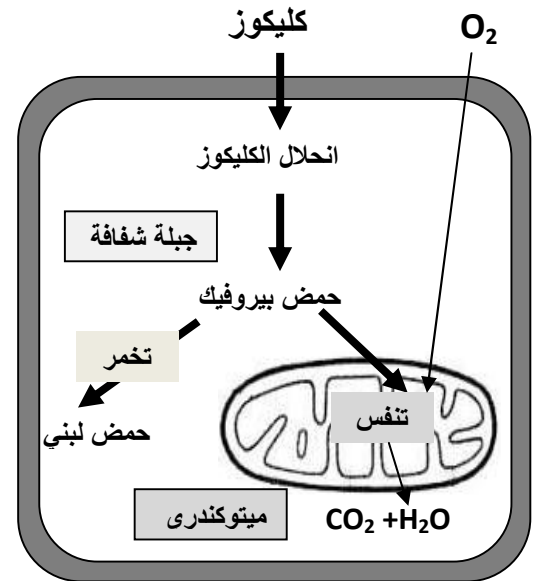 كليكوز
O₂
انحلال الكليكوز
جبلة شفافة
حمض بيروفيك
تخمر
تنفس
حمض لبني
ميتوكندرى
CO₂ +H₂O